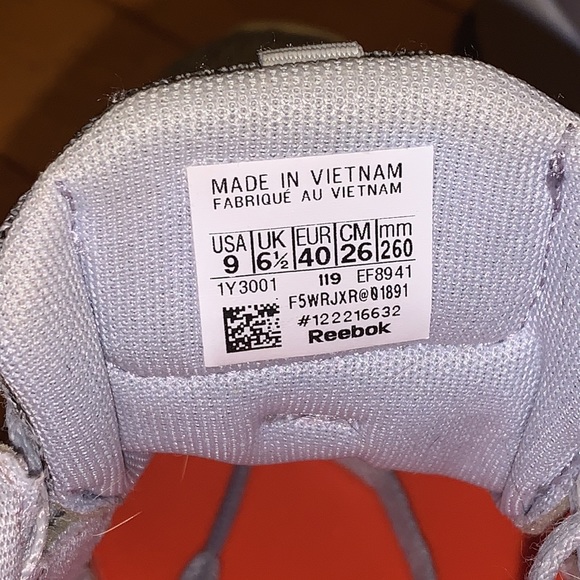 MADE IN VIETNAM
FABRIQUÉ AU VIETNAM
USA UK EUR CM mm
9 6½ 40 26 260
1Y3001 119 EF8941
F5WRJXR@01891
#122216632
Reebok